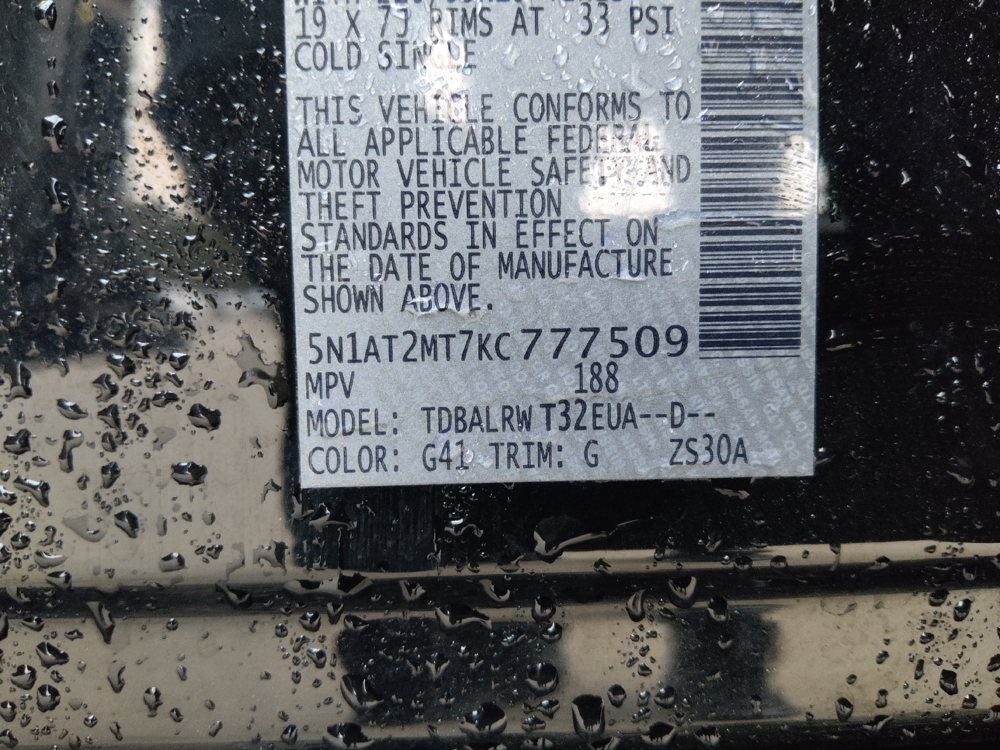 19 X 7J RIMS AT 33 PSI
COLD SINGLE
THIS VEHICLE CONFORMS TO
ALL APPLICABLE FEDERAL
MOTOR VEHICLE SAFETY AND
THEFT PREVENTION
STANDARDS IN EFFECT ON
THE DATE OF MANUFACTURE
SHOWN ABOVE.
5N1AT2MT7KC777509
MPV 188
MODEL: TDBALRW T32EUA--D--
COLOR: G41 TRIM: G ZS30A